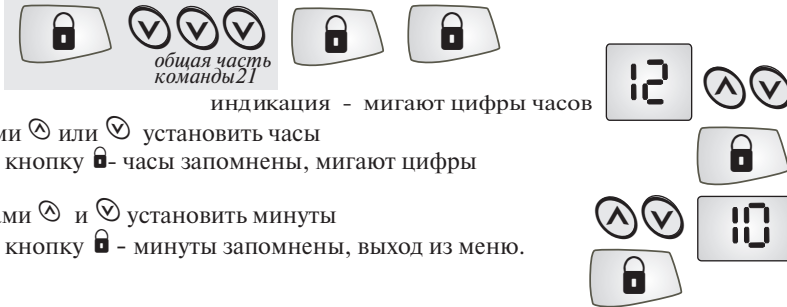 общая часть
команды21
индикация - мигают цифры часов
12
ми или установить часы
кнопку - часы запомнены, мигают цифры
ами и установить минуты
10
кнопку - минуты запомнены, выход из меню.